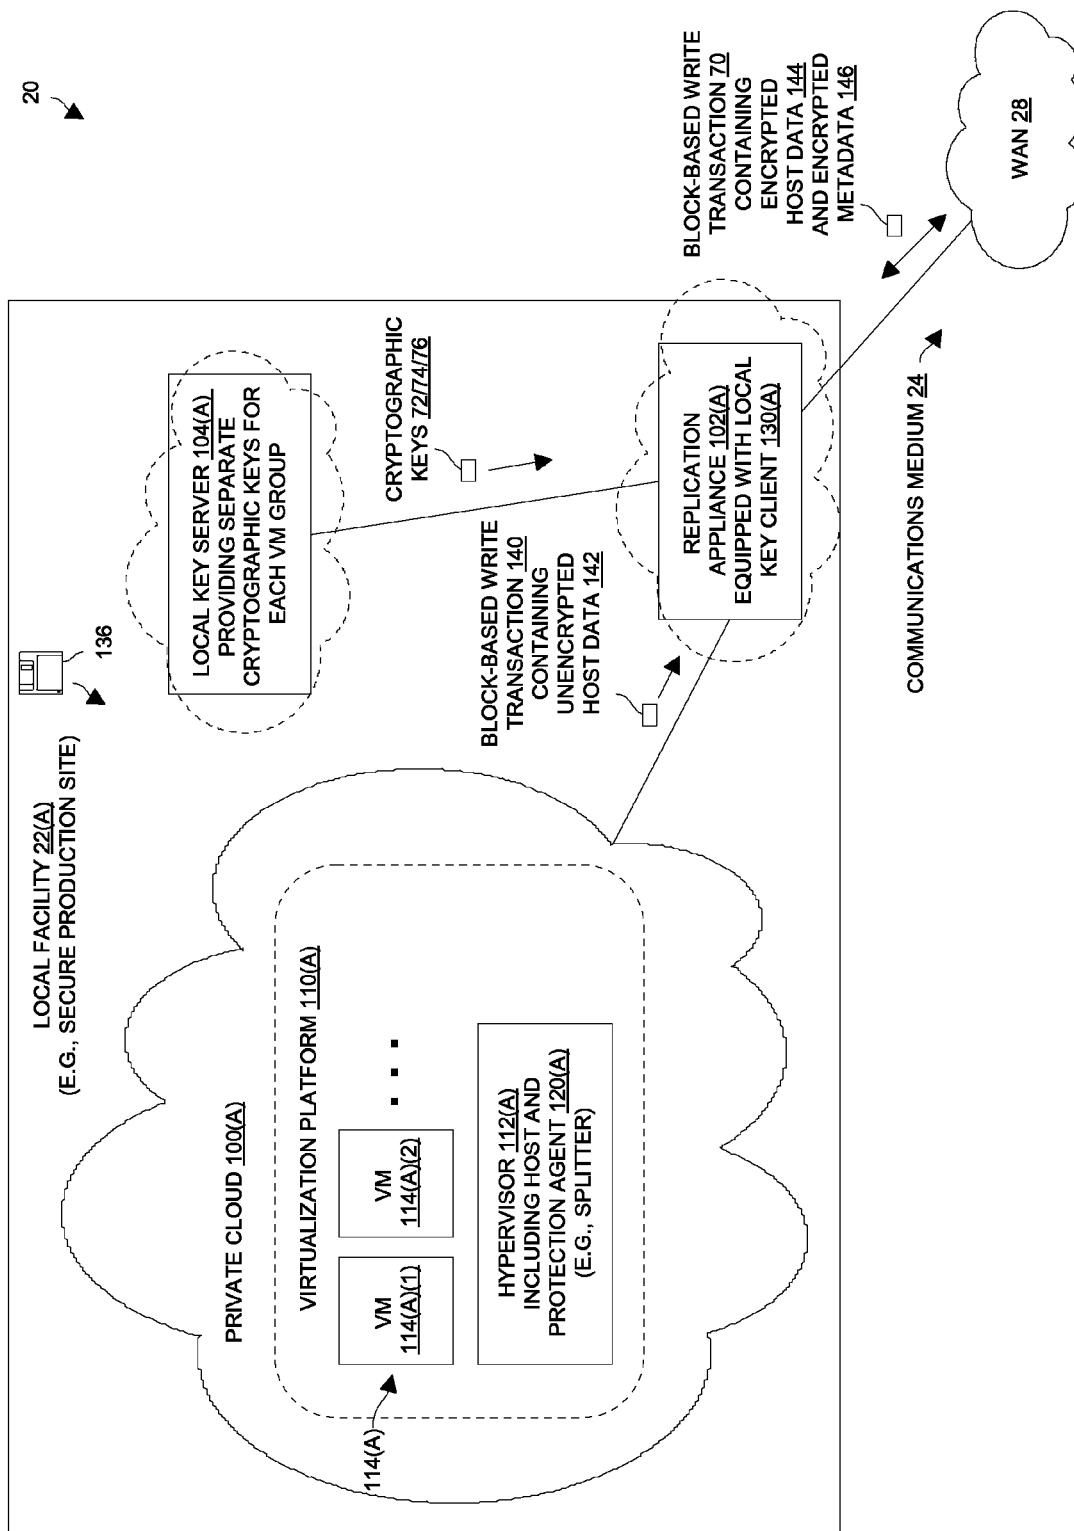 20
LOCAL FACILITY 22(A)
(E.G., SECURE PRODUCTION SITE)
136
PRIVATE CLOUD 100(A)
VIRTUALIZATION PLATFORM 110(A)
VM
114(A)(1)
VM
114(A)(2)
114(A)
HYPERVISOR 112(A)
INCLUDING HOST AND
PROTECTION AGENT 120(A)
(E.G., SPLITTER)
LOCAL KEY SERVER 104(A)
PROVIDING SEPARATE
CRYPTOGRAPHIC KEYS FOR
EACH VM GROUP
CRYPTOGRAPHIC
KEYS 72/74/76
BLOCK-BASED WRITE
TRANSACTION 140
CONTAINING
UNENCRYPTED
HOST DATA 142
REPLICATION
APPLIANCE 102(A)
EQUIPPED WITH LOCAL
KEY CLIENT 130(A)
BLOCK-BASED WRITE
TRANSACTION 70
CONTAINING
ENCRYPTED
HOST DATA 144
AND ENCRYPTED
METADATA 146
COMMUNICATIONS MEDIUM 24
WAN 28